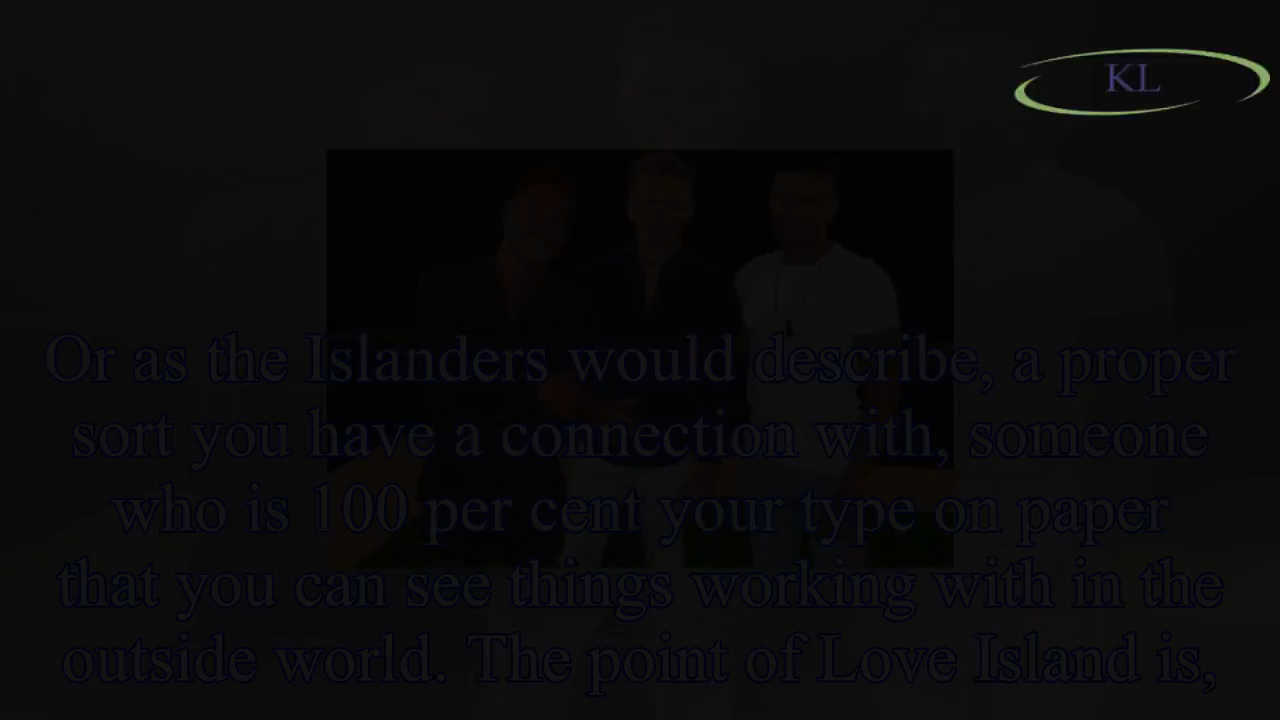 KL
Or as the Islanders would describe, a proper
sort you have a connection with, someone
who is 100 per cent your type on paper
that you can see things working with in the
outside world. The point of Love Island is,